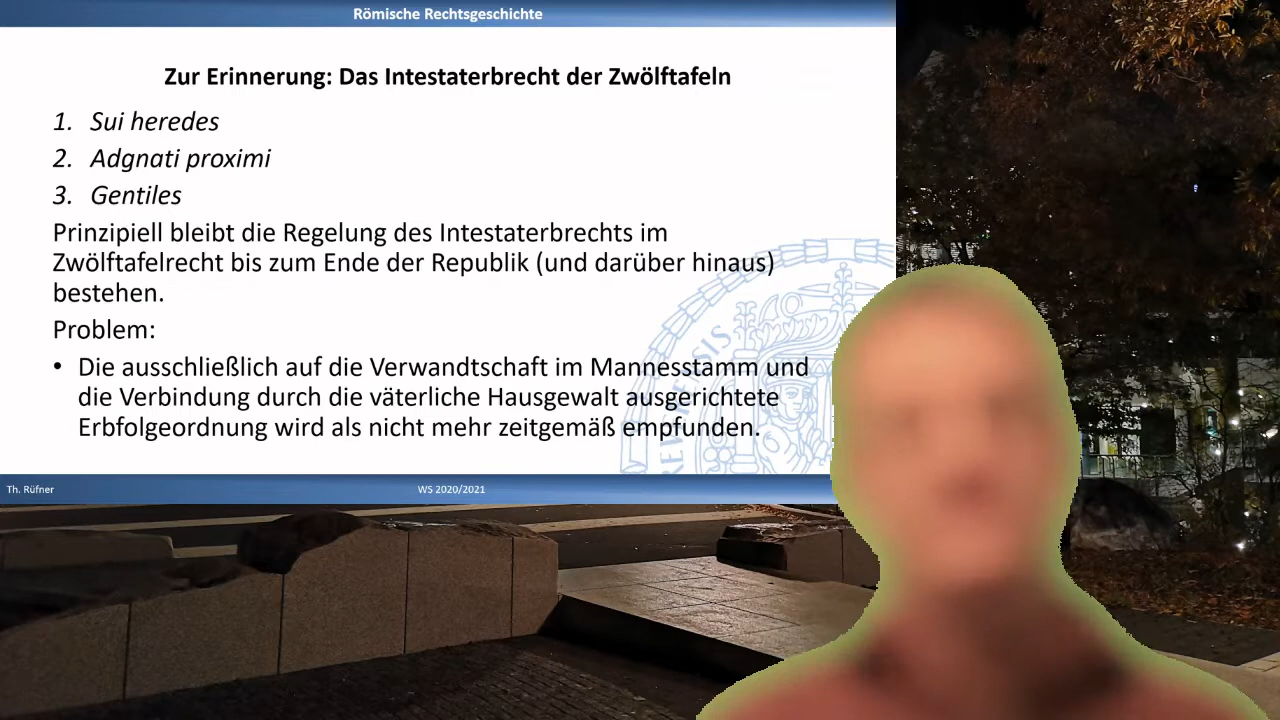 Römische Rechtsgeschichte
Zur Erinnerung: Das Intestaterbrecht der Zwölftafeln
1. Sui heredes
2. Adgnati proximi
3. Gentiles
Prinzipiell bleibt die Regelung des Intestaterbrechts im
Zwölftafelrecht bis zum Ende der Republik (und darüber hinaus)
bestehen.
Problem:
• Die ausschließlich auf die Verwandtschaft im Mannesstamm und
die Verbindung durch die väterliche Hausgewalt ausgerichtete
Erbfolgeordnung wird als nicht mehr zeitgemäß empfunden.
Th. Rüfner
WS 2020/2021